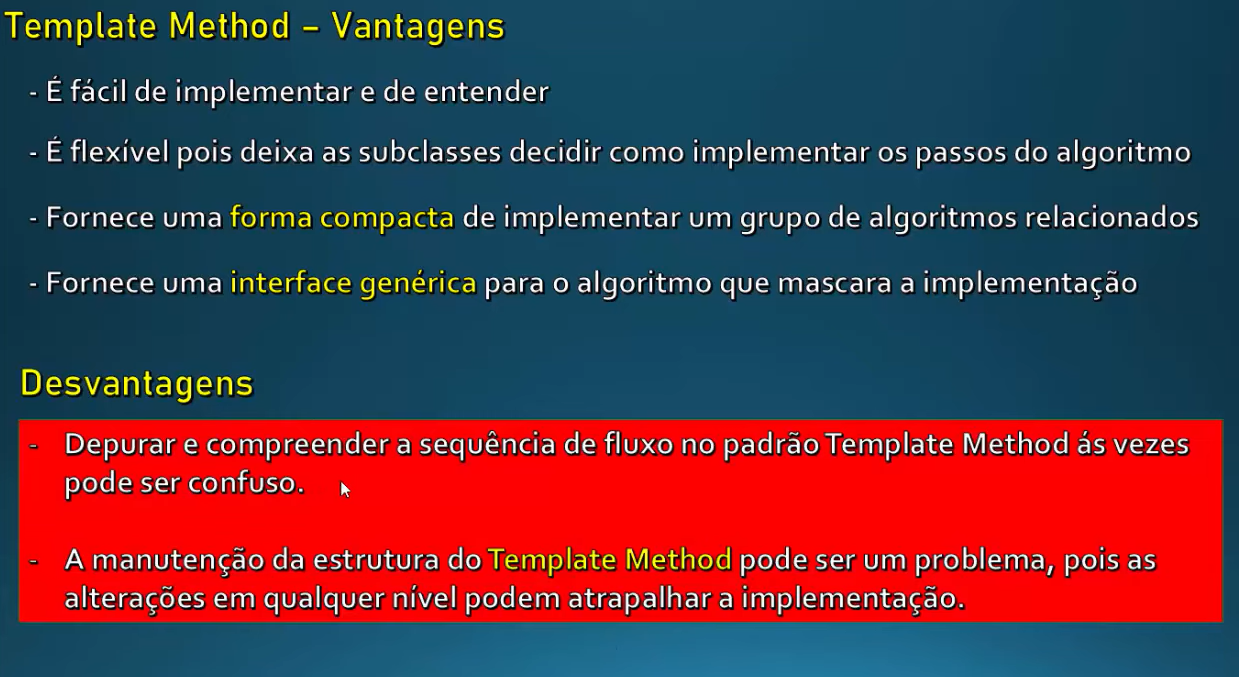 Template Method – Vantagens
- É fácil de implementar e de entender
- É flexível pois deixa as subclasses decidir como implementar os passos do algoritmo
- Fornece uma forma compacta de implementar um grupo de algoritmos relacionados
- Fornece uma interface genérica para o algoritmo que mascara a implementação
Desvantagens
- Depurar e compreender a sequência de fluxo no padrão Template Method ás vezes
pode ser confuso.
- A manutenção da estrutura do Template Method pode ser um problema, pois as
alterações em qualquer nível podem atrapalhar a implementação.